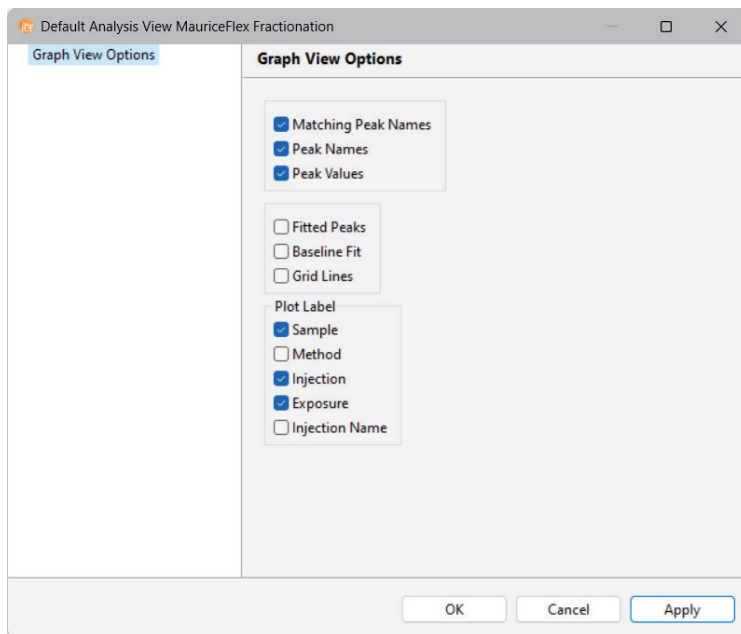 Default Analysis View MauriceFlex Fractionation
Graph View Options
Graph View Options
Matching Peak Names
Peak Names
Peak Values
Fitted Peaks
Baseline Fit
Grid Lines
Plot Label
Sample
Method
Injection
Exposure
Injection Name
OK Cancel Apply